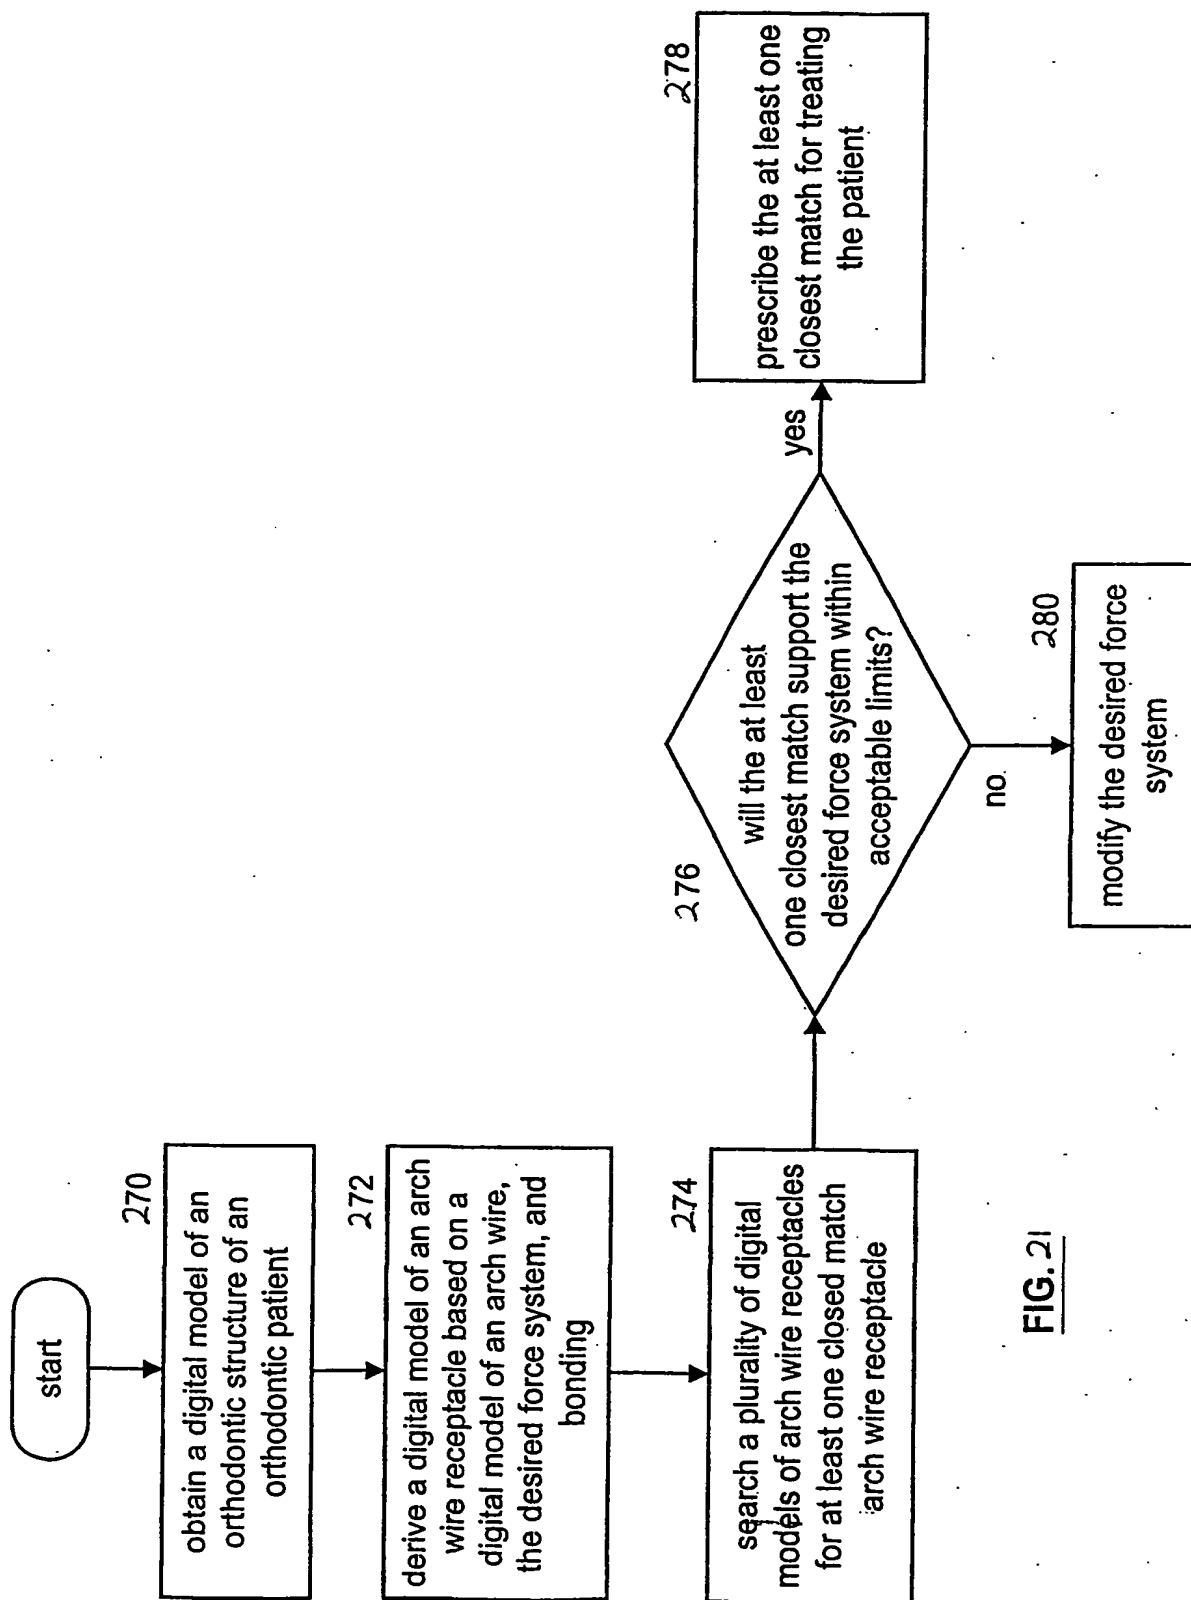 start
270
obtain a digital model of an
orthodontic structure of an
orthodontic patient
272
derive a digital model of an arch
wire receptacle based on a
digital model of an arch wire,
the desired force system, and
bonding
274
search a plurality of digital
models of arch wire receptacles
for at least one closed match
arch wire receptacle
276
will the at least
one closest match support the
desired force system within
acceptable limits?
yes
278
prescribe the at least one
closest match for treating
the patient
no
280
modify the desired force
system
FIG. 21